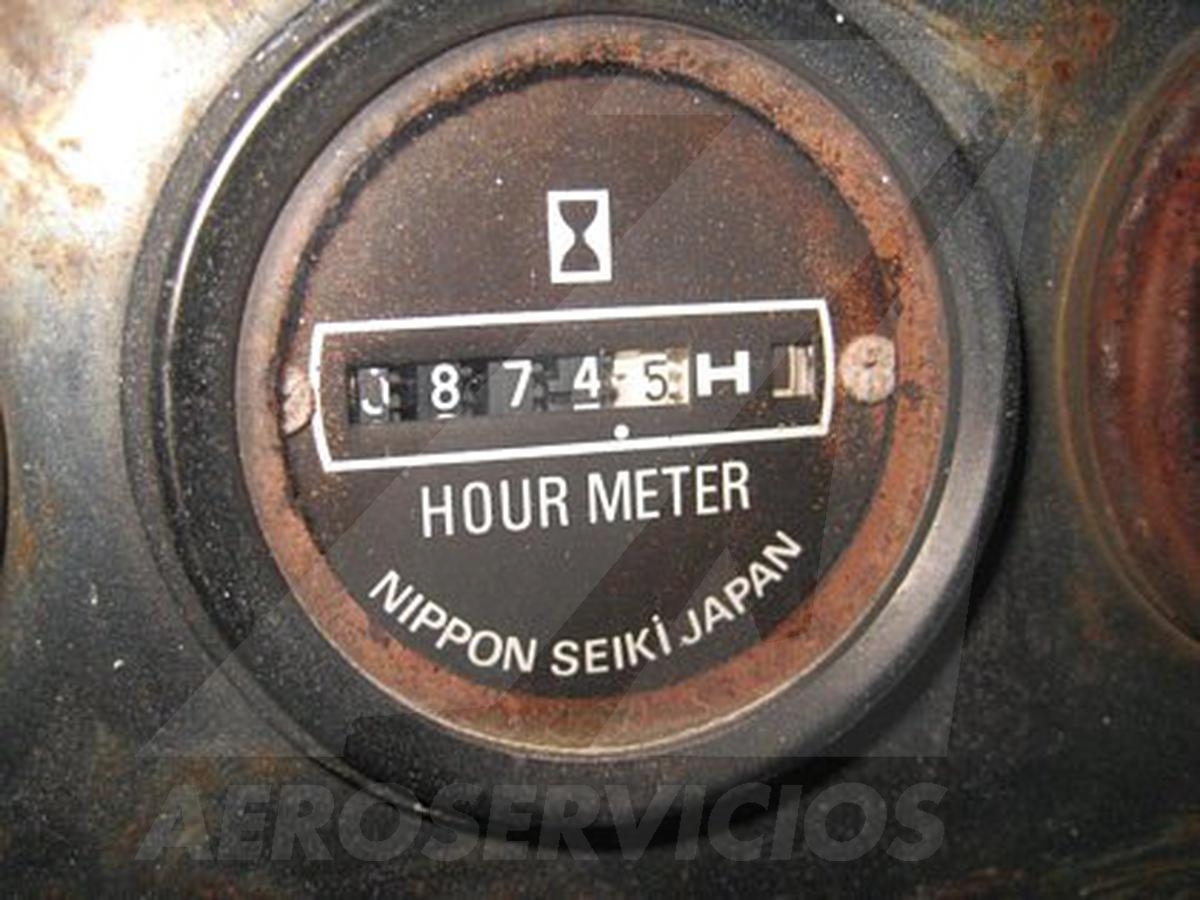 08745H
HOUR METER
NIPPON SEIKI JAPAN
AEROSERVICIOS